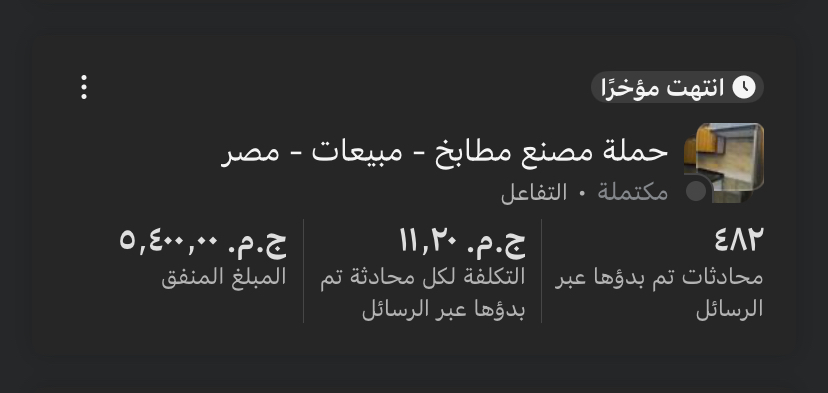 انتهت مؤخرًا
حملة مصنع مطابخ - مبيعات - مصر
مكتملة • التفاعل
٤٨٢
محادثات تم بدؤها عبر
الرسائل
ج.م. ١١,٢٠
التكلفة لكل محادثة تم
بدؤها عبر الرسائل
ج.م. ٥,٤٠٠,٠٠
المبلغ المنفق